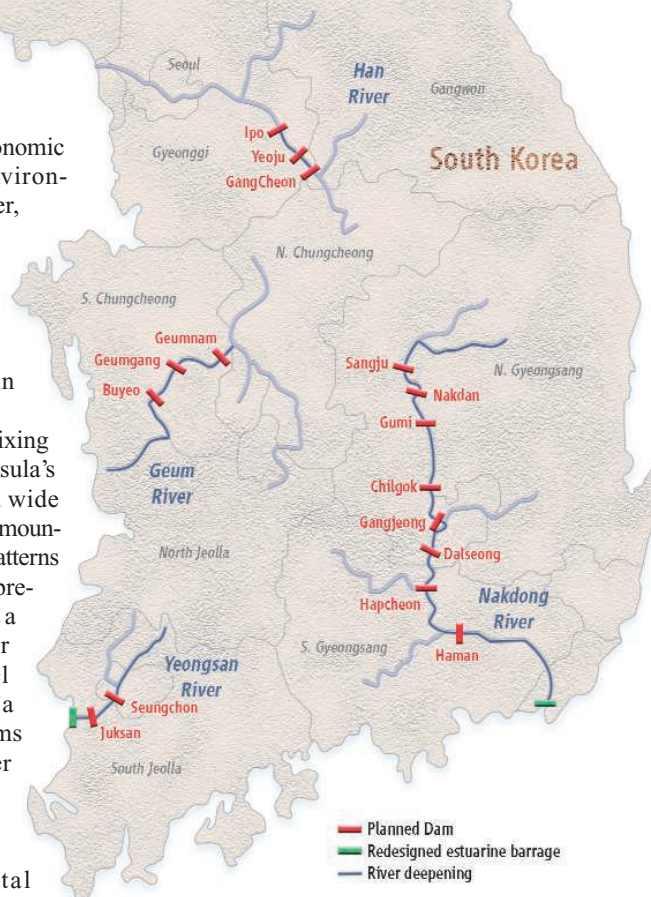 onomic
viron-
er,
n
ixing
sula's
wide
moun-
atterns
pre-
a
r
el
a
ms
er
tal
Seoul
Han
River
Gangwon
Ipo
Yeoju
GangCheon
Gyeonggi
South Korea
N. Chungcheong
S. Chungcheong
Geumnam
Geumgang
Buyeo
Geum
River
Sangju
N. Gyeongsang
Nakdan
Gumi
Chilgok
Gangjeong
Dalseong
North Jeolla
Hapcheon
Nakdong
River
S. Gyeongsang
Haman
Yeongsan
River
Seungchon
Juksan
South Jeolla
Planned Dam
Redesigned estuarine barrage
River deepening